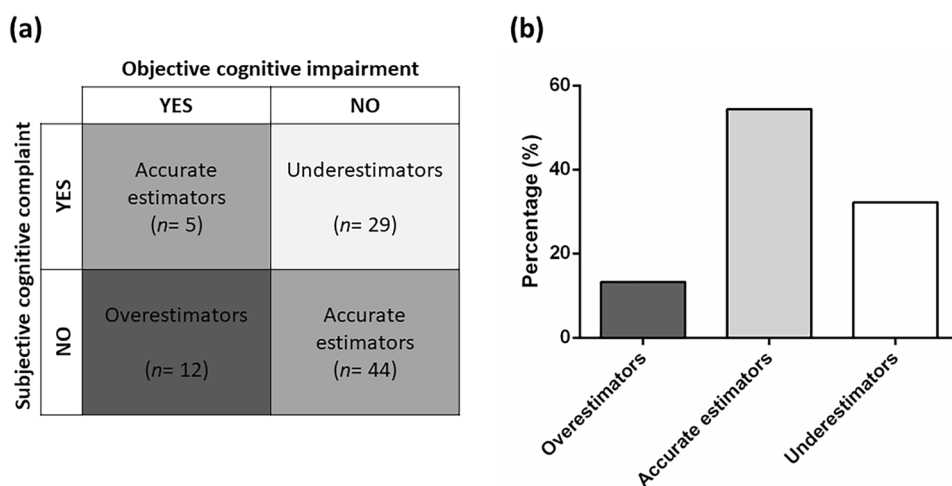 (a)
Objective cognitive impairment
YES
NO
Subjective cognitive complaint
YES
Accurate
estimators
(n= 5)
Underestimators
(n= 29)
NO
Overestimators
(n= 12)
Accurate
estimators
(n= 44)
(b)
Percentage (%)
60
40
20
0
Overestimators
Accurate estimators
Underestimators